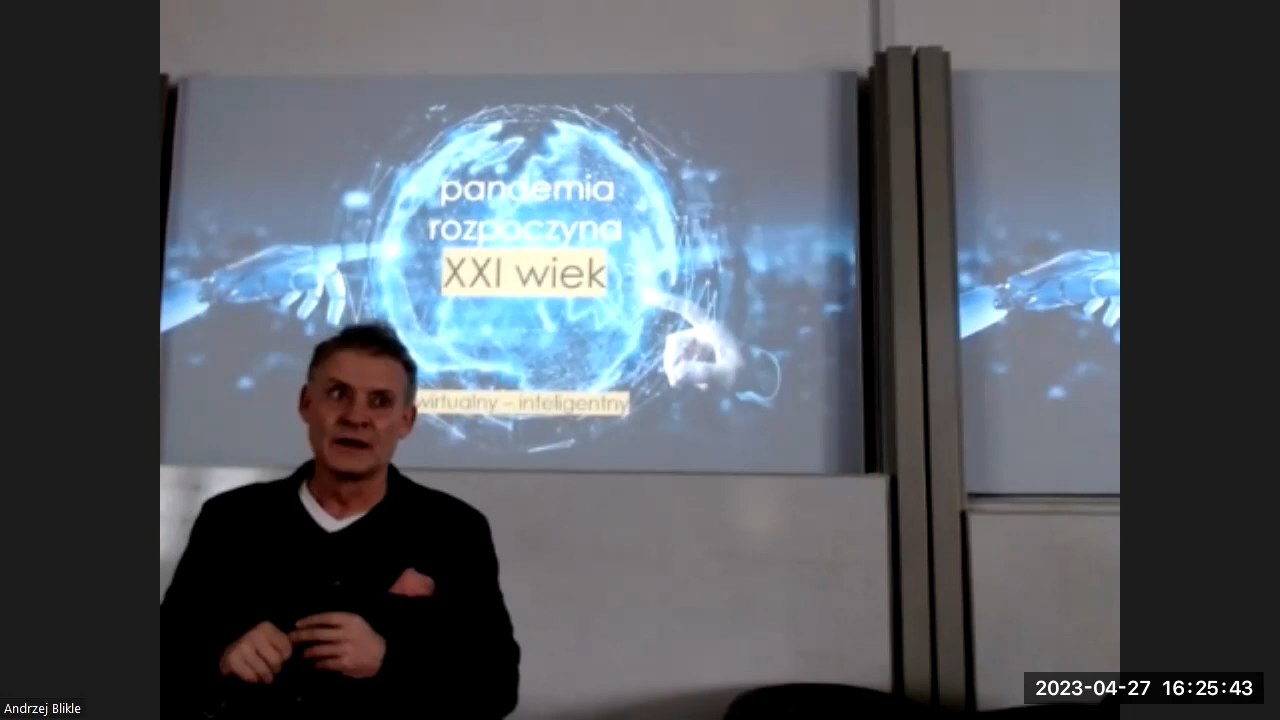 pandemia
rozpoczyna
XXI wiek
wirtualny – inteligentny
2023-04-27 16:25:43
Andrzej Blikle